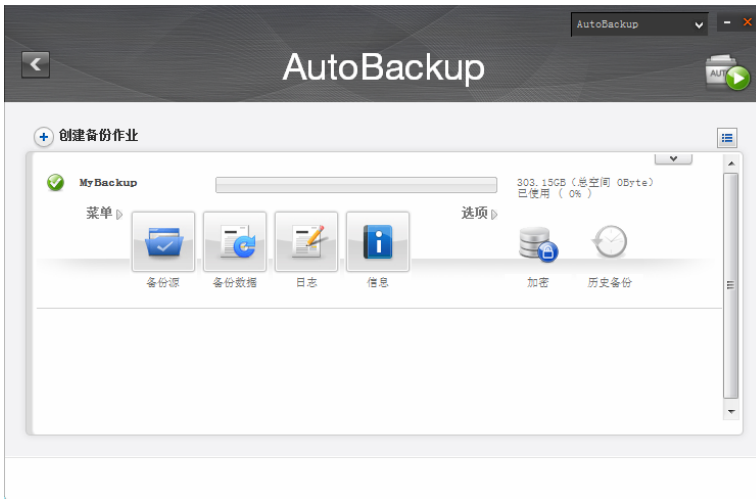 AutoBackup
AutoBackup
AUTO
创建备份作业
MyBackup
303.15GB (总空间 0Byte)
已使用 ( 0% )
菜单
选项
备份源
备份数据
日志
信息
加密
历史备份